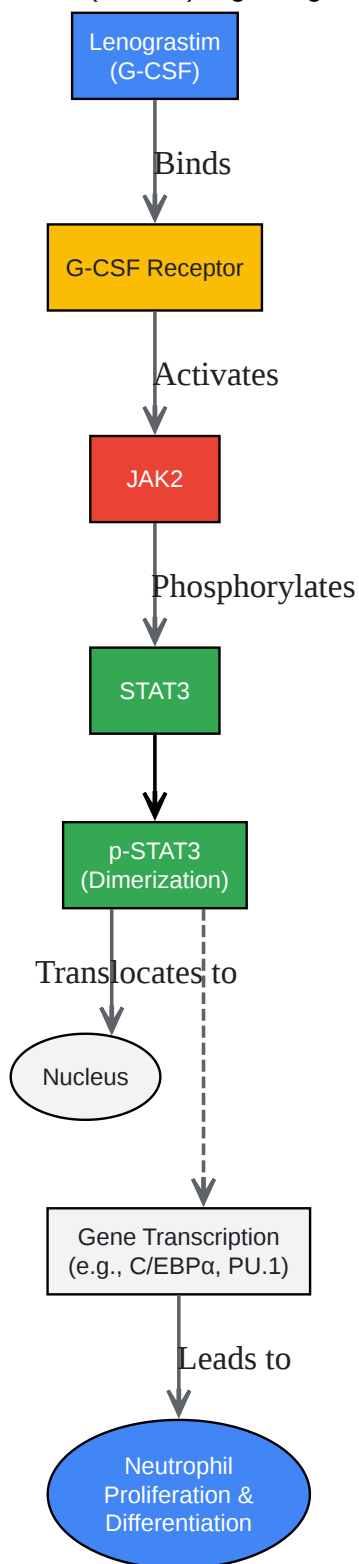 Lenograstim
(G-CSF)
Binds
G-CSF Receptor
Activates
JAK2
Phosphorylates
STAT3
p-STAT3
(Dimerization)
Translocates to
Nucleus
Gene Transcription
(e.g., C/EBPα, PU.1)
Leads to
Neutrophil
Proliferation &
Differentiation